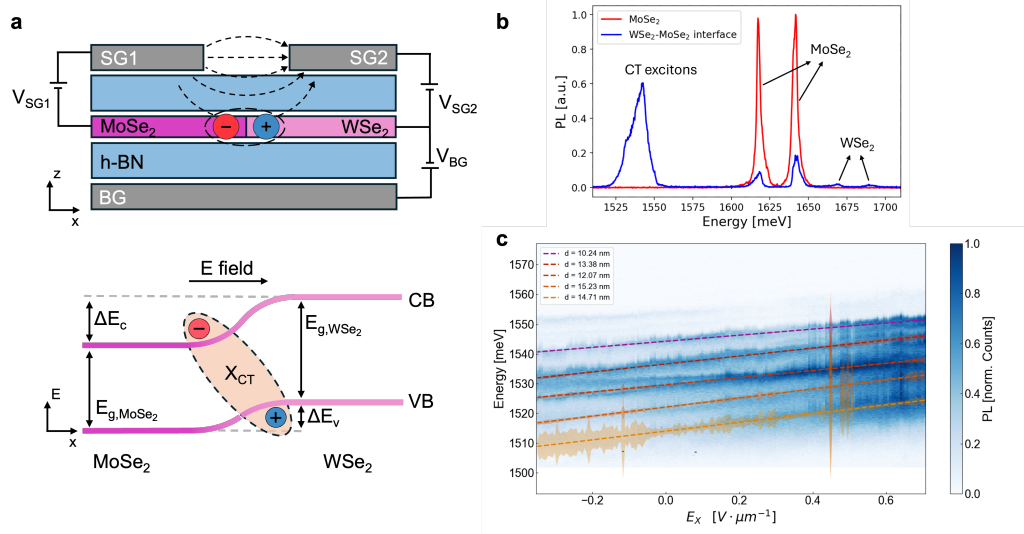 a
SG1
SG2
V_SG1
V_SG2
MoSe₂
−
+
WSe₂
h-BN
V_BG
BG
z
x
E field
CB
ΔE_c
−
E_g,WSe₂
X_CT
E_g,MoSe₂
VB
+
ΔE_v
E
x
MoSe₂
WSe₂
b
MoSe₂
WSe₂-MoSe₂ interface
CT excitons
MoSe₂
WSe₂
PL [a.u.]
1.0
0.8
0.6
0.4
0.2
0.0
1525
1550
1575
1600
1625
1650
1675
1700
Energy [meV]
c
d = 10.24 nm
d = 13.38 nm
d = 12.07 nm
d = 15.23 nm
d = 14.71 nm
Energy [meV]
1570
1560
1550
1540
1530
1520
1510
1500
−0.2
0.0
0.2
0.4
0.6
E_X [V · μm⁻¹]
1.0
0.8
0.6
0.4
0.2
0.0
PL [norm. Counts]